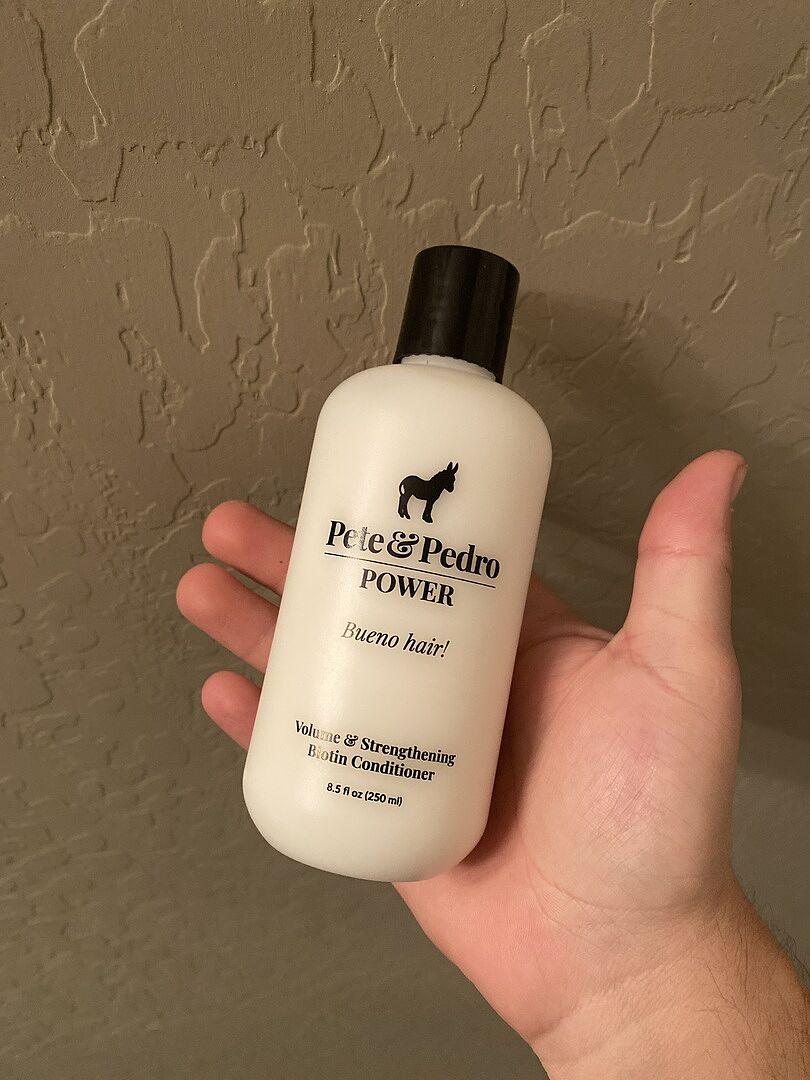 Pete & Pedro
POWER
Bueno hair!
Volume & Strengthening
Biotin Conditioner
8.5 fl oz (250 ml)